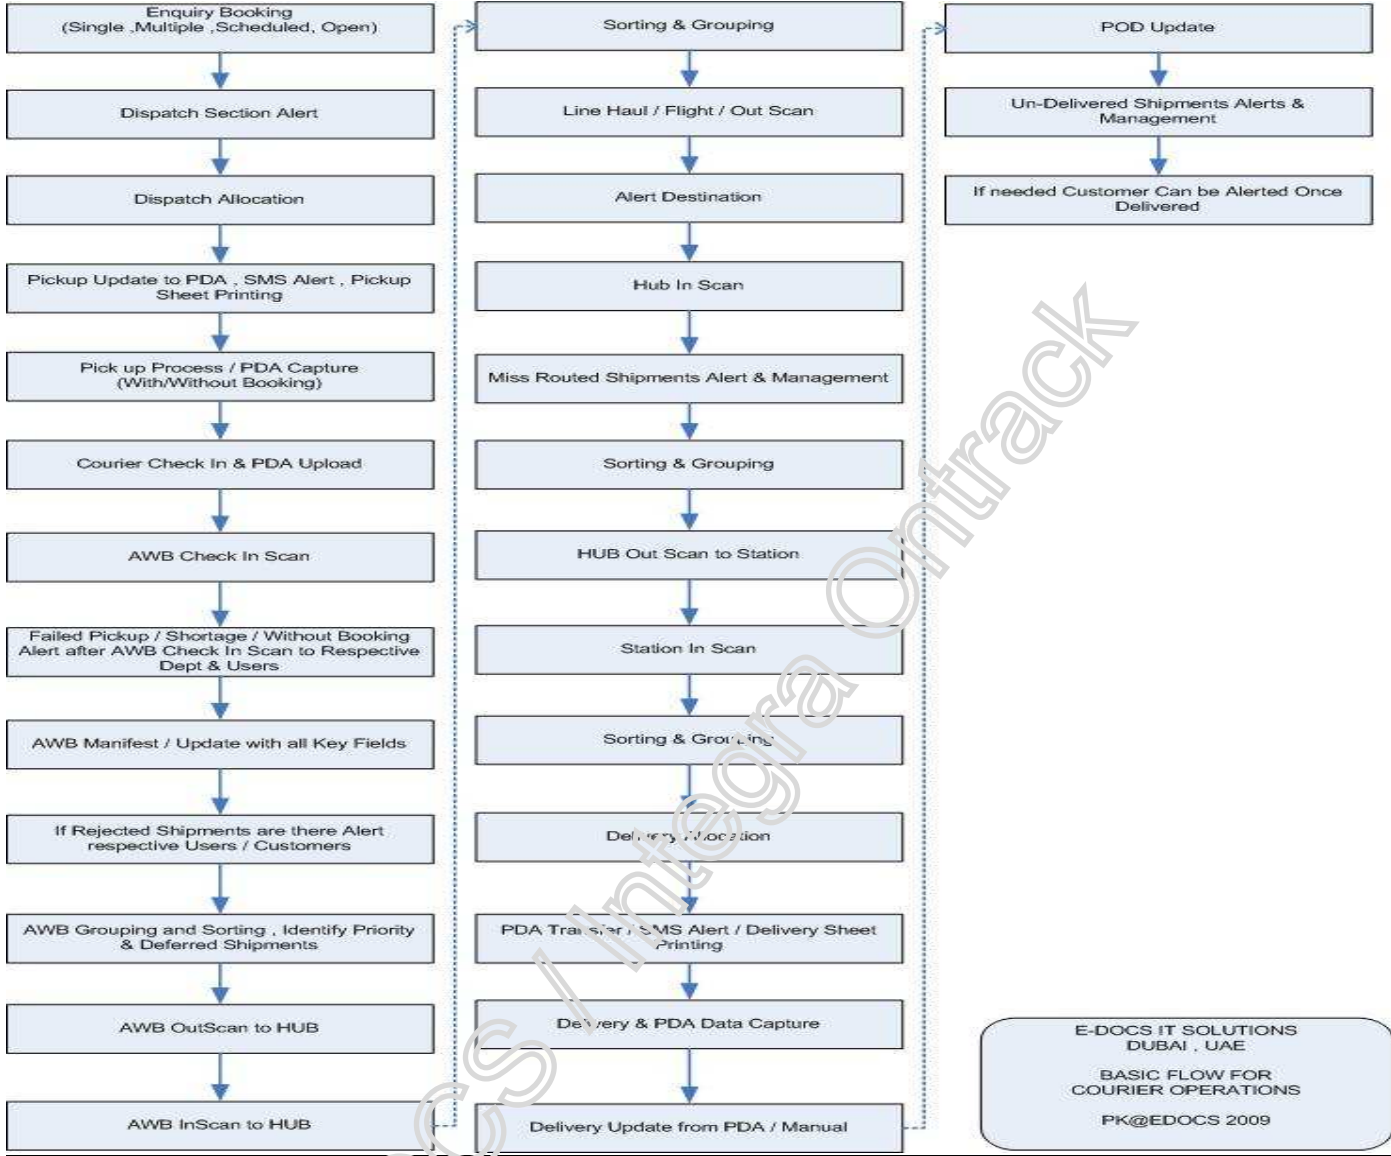 Enquiry Booking
(Single ,Multiple ,Scheduled, Open)
Dispatch Section Alert
Dispatch Allocation
Pickup Update to PDA , SMS Alert , Pickup
Sheet Printing
Pick up Process / PDA Capture
(With/Without Booking)
Courier Check In & PDA Upload
AWB Check In Scan
Failed Pickup / Shortage / Without Booking
Alert after AWB Check In Scan to Respective
Dept & Users
AWB Manifest / Update with all Key Fields
If Rejected Shipments are there Alert
respective Users / Customers
AWB Grouping and Sorting , Identify Priority
& Deferred Shipments
AWB OutScan to HUB
AWB InScan to HUB
Sorting & Grouping
Line Haul / Flight / Out Scan
Alert Destination
Hub In Scan
Miss Routed Shipments Alert & Management
Sorting & Grouping
HUB Out Scan to Station
Station In Scan
Sorting & Grouping
Delivery Allocation
PDA Transfer / SMS Alert / Delivery Sheet
Printing
Delivery & PDA Data Capture
Delivery Update from PDA / Manual
POD Update
Un-Delivered Shipments Alerts &
Management
If needed Customer Can be Alerted Once
Delivered
E-DOCS IT SOLUTIONS
DUBAI , UAE
BASIC FLOW FOR
COURIER OPERATIONS
PK@EDOCS 2009
/ Integra Ontrack